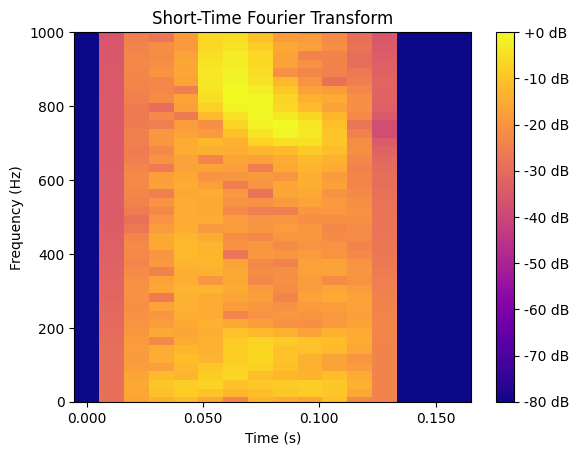 Short-Time Fourier Transform
1000
800
600
400
200
0
Frequency (Hz)
0.000
0.050
0.100
0.150
Time (s)
+0 dB
-10 dB
-20 dB
-30 dB
-40 dB
-50 dB
-60 dB
-70 dB
-80 dB